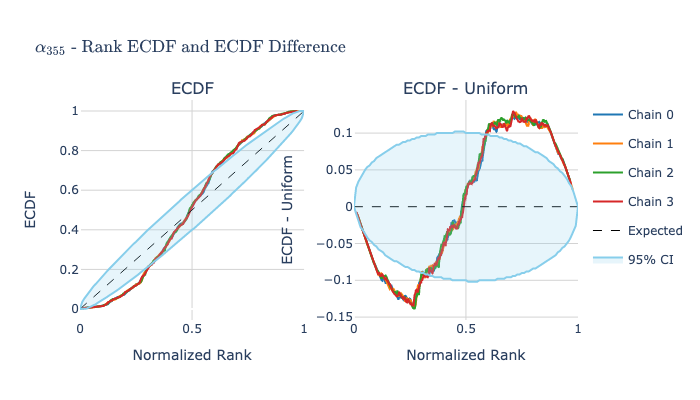 α₃₅₅ - Rank ECDF and ECDF Difference
ECDF
ECDF - Uniform
1
0.8
0.6
0.4
0.2
0
ECDF
0
0.5
1
Normalized Rank
0.1
0.05
0
−0.05
−0.1
−0.15
ECDF - Uniform
0
0.5
1
Normalized Rank
Chain 0
Chain 1
Chain 2
Chain 3
Expected
95% CI